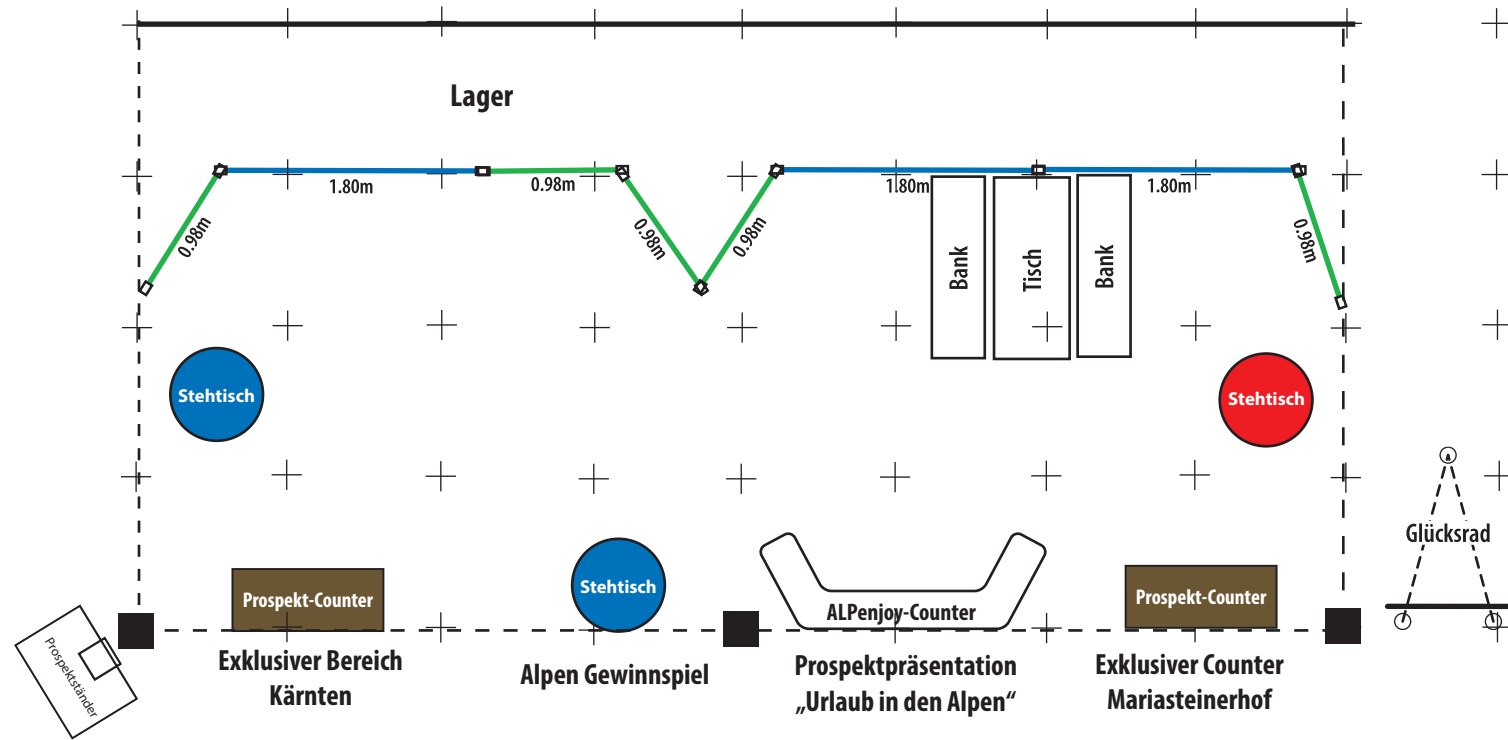 Lager
1.80m
0.98m
1.80m
1.80m
0.98m
0.98m
0.98m
0.98m
Bank
Tisch
Bank
Stehtisch
Stehtisch
Glücksrad
Stehtisch
Prospekt-Counter
ALPenjoy-Counter
Prospekt-Counter
Prospektständer
Exklusiver Bereich
Kärnten
Alpen Gewinnspiel
Prospektpräsentation
„Urlaub in den Alpen“
Exklusiver Counter
Mariasteinerhof